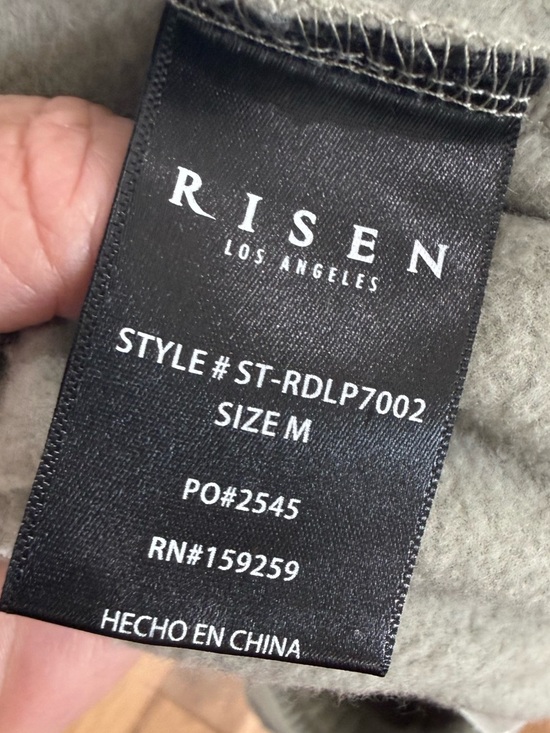 RISEN
LOS ANGELES
STYLE # ST-RDLP7002
SIZE M
PO#2545
RN#159259
HECHO EN CHINA